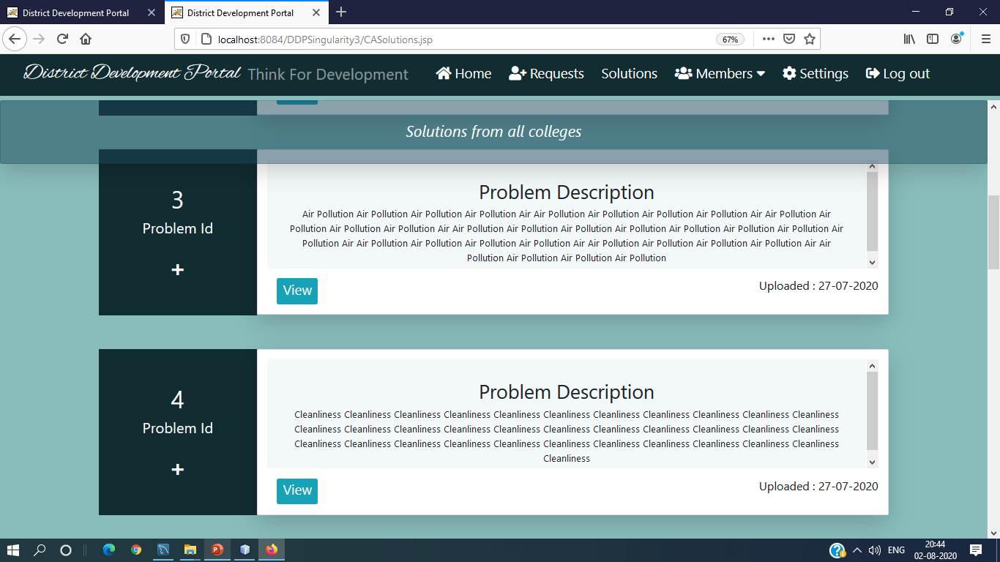 District Development Portal
District Development Portal
localhost:8084/DDPSingularity3/CASolutions.jsp
67%
District Development Portal Think For Development Home Requests Solutions Members Settings Log out
Solutions from all colleges
3
Problem Id
+
Problem Description
Air Pollution Air Pollution Air Pollution Air Pollution Air Air Pollution Air Pollution Air Pollution Air Pollution Air Air Pollution Air
Pollution Air Pollution Air Pollution Air Air Pollution Air Pollution Air Pollution Air Pollution Air Pollution Air Pollution Air Pollution Air
Pollution Air Air Pollution Air Pollution Air Pollution Air Pollution Air Air Pollution Air Pollution Air Pollution Air Pollution Air Air
Pollution Air Pollution Air Pollution Air Pollution
View
Uploaded : 27-07-2020
4
Problem Id
+
Problem Description
Cleanliness Cleanliness Cleanliness Cleanliness Cleanliness Cleanliness Cleanliness Cleanliness Cleanliness Cleanliness Cleanliness
Cleanliness Cleanliness Cleanliness Cleanliness Cleanliness Cleanliness Cleanliness Cleanliness Cleanliness Cleanliness Cleanliness
Cleanliness Cleanliness Cleanliness Cleanliness Cleanliness Cleanliness Cleanliness Cleanliness Cleanliness Cleanliness Cleanliness
Cleanliness
View
Uploaded : 27-07-2020
ENG
20:44
02-08-2020